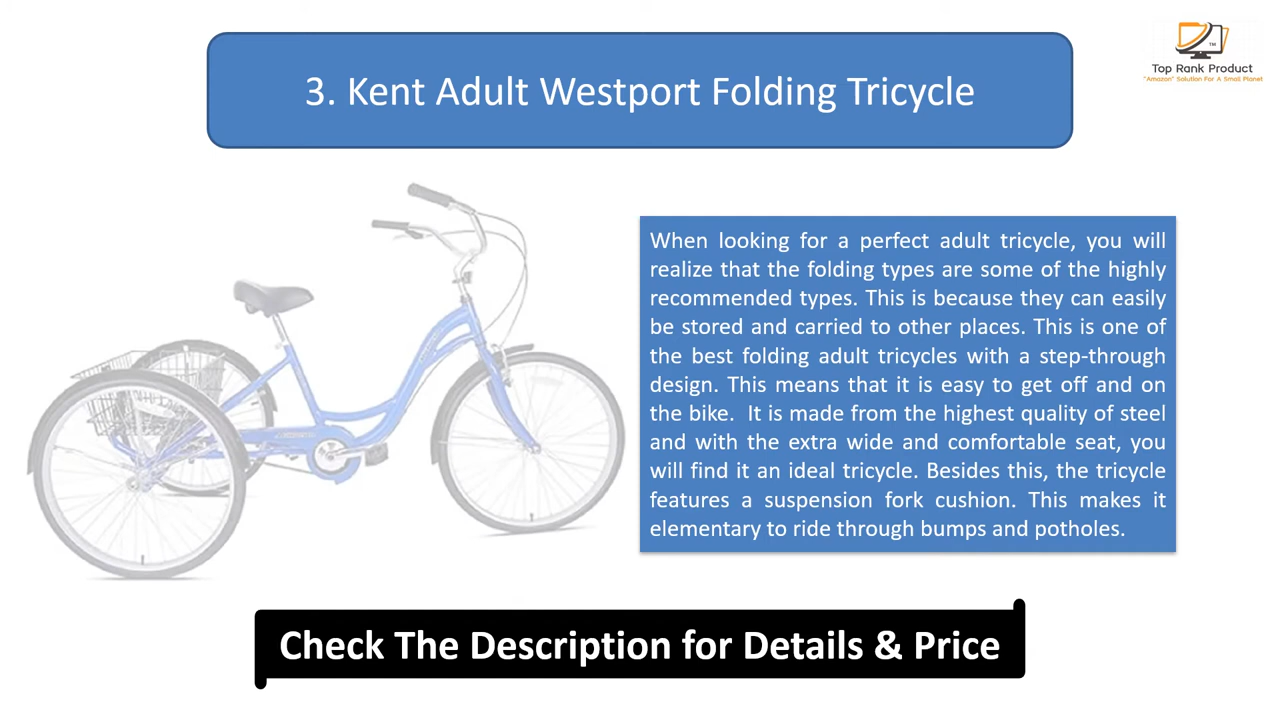 Top Rank Product
"Amazon" Solution For A Small Planet
TM
3. Kent Adult Westport Folding Tricycle
When looking for a perfect adult tricycle, you will
realize that the folding types are some of the highly
recommended types. This is because they can easily
be stored and carried to other places. This is one of
the best folding adult tricycles with a step-through
design. This means that it is easy to get off and on
the bike. It is made from the highest quality of steel
and with the extra wide and comfortable seat, you
will find it an ideal tricycle. Besides this, the tricycle
features a suspension fork cushion. This makes it
elementary to ride through bumps and potholes.
Check The Description for Details & Price